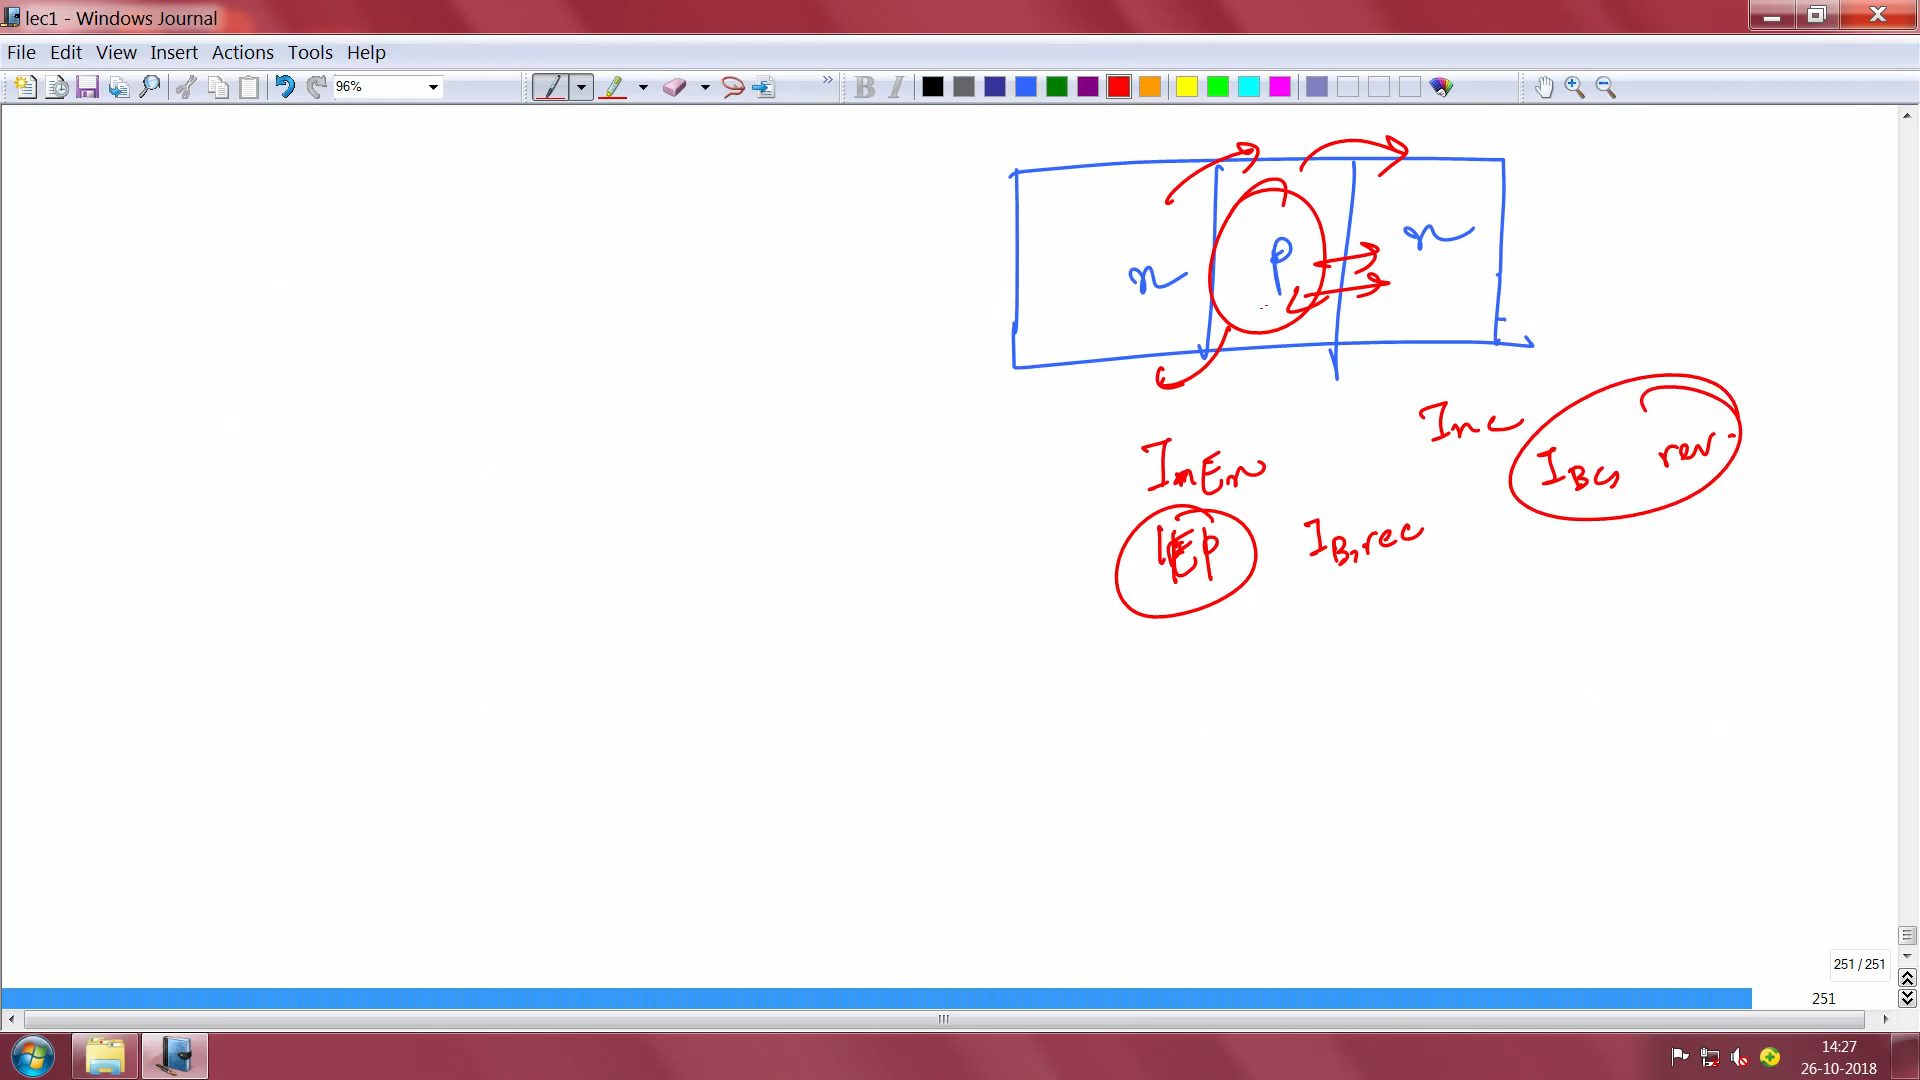 lec1 - Windows Journal
File Edit View Insert Actions Tools Help
96%
B I
n p n
Inc
InEn
IBC, rev.
IEp
IB,rec
251 / 251
251
14:27
26-10-2018